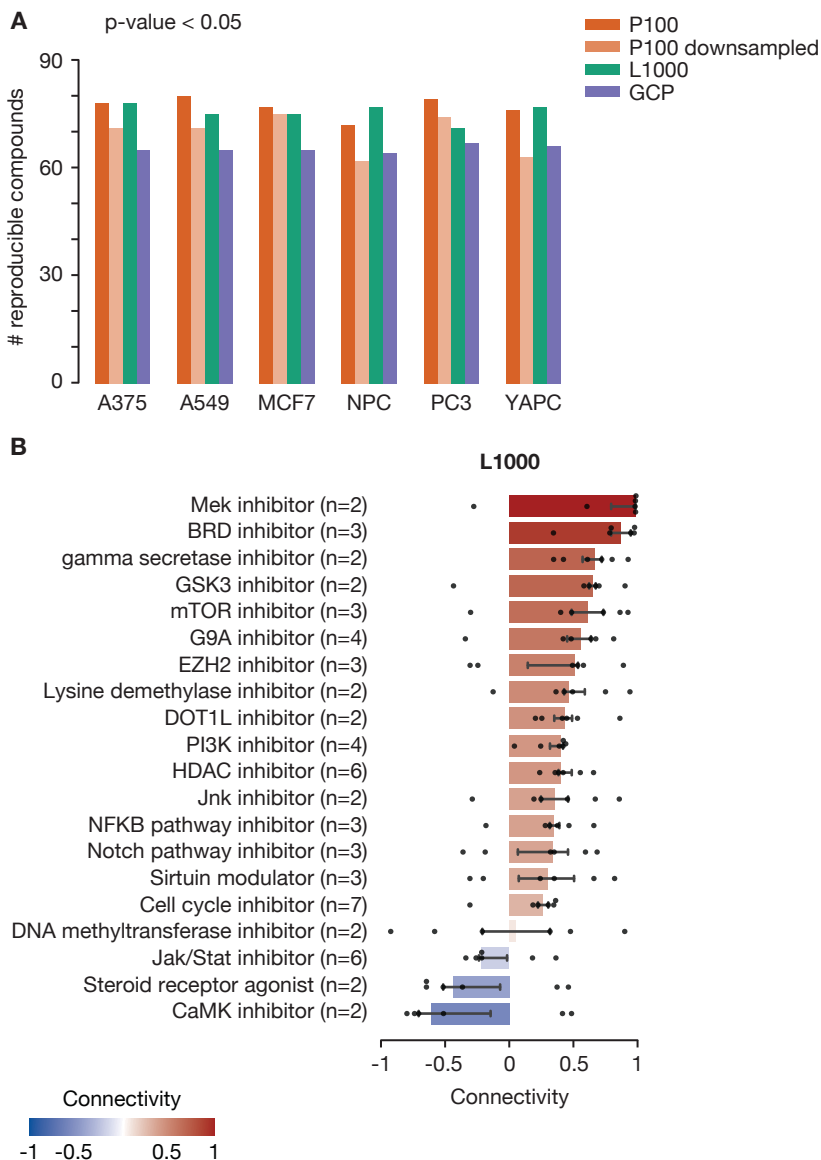 A
p-value < 0.05
P100
P100 downsampled
L1000
GCP
# reproducible compounds
90
60
30
0
A375 A549 MCF7 NPC PC3 YAPC
B
L1000
Mek inhibitor (n=2)
BRD inhibitor (n=3)
gamma secretase inhibitor (n=2)
GSK3 inhibitor (n=2)
mTOR inhibitor (n=3)
G9A inhibitor (n=4)
EZH2 inhibitor (n=3)
Lysine demethylase inhibitor (n=2)
DOT1L inhibitor (n=2)
PI3K inhibitor (n=4)
HDAC inhibitor (n=6)
Jnk inhibitor (n=2)
NFKB pathway inhibitor (n=3)
Notch pathway inhibitor (n=3)
Sirtuin modulator (n=3)
Cell cycle inhibitor (n=7)
DNA methyltransferase inhibitor (n=2)
Jak/Stat inhibitor (n=6)
Steroid receptor agonist (n=2)
CaMK inhibitor (n=2)
-1 -0.5 0 0.5 1
Connectivity
Connectivity
-1 -0.5 0.5 1